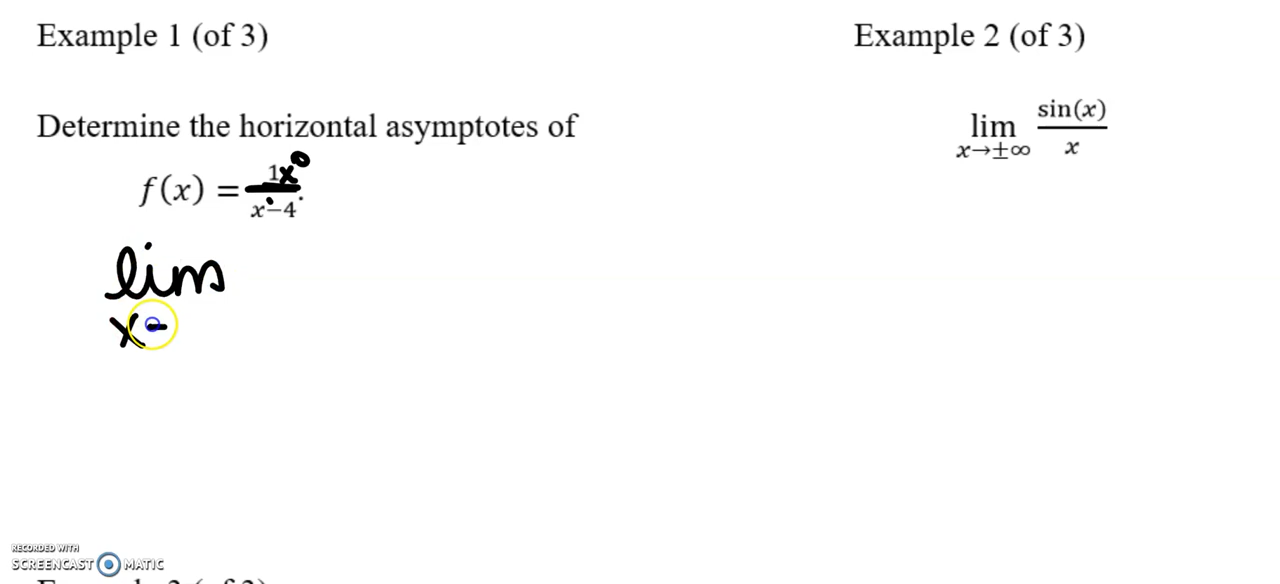 Example 1 (of 3)
Determine the horizontal asymptotes of
f(x) = 1x⁰/x-4.
lim
x-
Example 2 (of 3)
lim x→±∞ sin(x)/x
RECORDED WITH
SCREENCAST MATIC